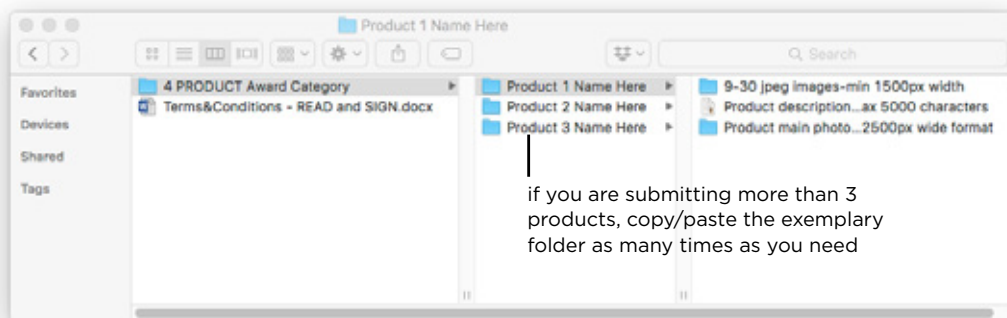 Product 1 Name Here
Search
Favorites
Devices
Shared
Tags
4 PRODUCT Award Category
Terms&Conditions - READ and SIGN.docx
Product 1 Name Here
Product 2 Name Here
Product 3 Name Here
9-30 jpeg images-min 1500px width
Product description...ax 5000 characters
Product main photo...2500px wide format
if you are submitting more than 3
products, copy/paste the exemplary
folder as many times as you need